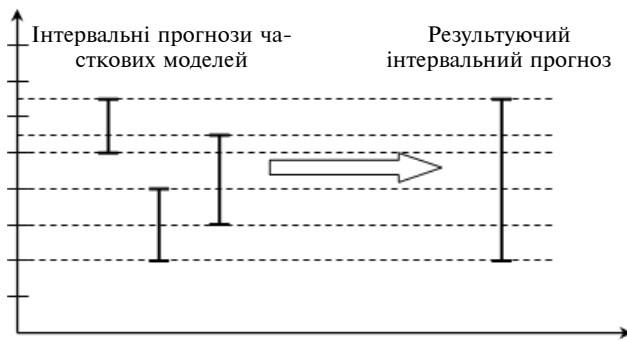 Інтервальні прогнози ча-
сткових моделей
Результуючий
інтервальний прогноз